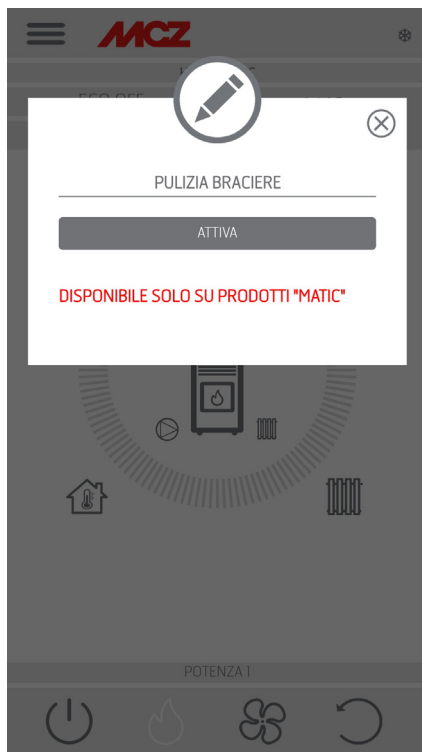 MCZ
PULIZIA BRACIERE
ATTIVA
DISPONIBILE SOLO SU PRODOTTI "MATIC"
POTENZA 1